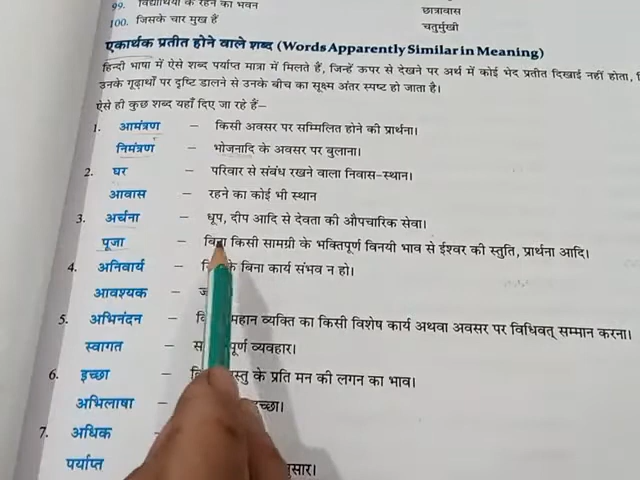 99. विद्यार्थियों के रहने का भवन छात्रावास
100. जिसके चार मुख हैं चतुर्मुखी
एकार्थक प्रतीत होने वाले शब्द (Words Apparently Similar in Meaning)
हिन्दी भाषा में ऐसे शब्द पर्याप्त मात्रा में मिलते हैं, जिन्हें ऊपर से देखने पर अर्थ में कोई भेद प्रतीत दिखाई नहीं होता,
उनके गूढ़ार्थों पर दृष्टि डालने से उनके बीच का सूक्ष्म अंतर स्पष्ट हो जाता है।
ऐसे ही कुछ शब्द यहाँ दिए जा रहे हैं–
1. आमंत्रण – किसी अवसर पर सम्मिलित होने की प्रार्थना।
निमंत्रण – भोजनादि के अवसर पर बुलाना।
2. घर – परिवार से संबंध रखने वाला निवास-स्थान।
आवास – रहने का कोई भी स्थान
3. अर्चना – धूप, दीप आदि से देवता की औपचारिक सेवा।
पूजा – बिना किसी सामग्री के भक्तिपूर्ण विनयी भाव से ईश्वर की स्तुति, प्रार्थना आदि।
4. अनिवार्य – के बिना कार्य संभव न हो।
आवश्यक –
5. अभिनंदन – महान व्यक्ति का किसी विशेष कार्य अथवा अवसर पर विधिवत् सम्मान करना।
स्वागत – पूर्ण व्यवहार।
6. इच्छा – के प्रति मन की लगन का भाव।
अभिलाषा – इच्छा।
7. अधिक
पर्याप्त